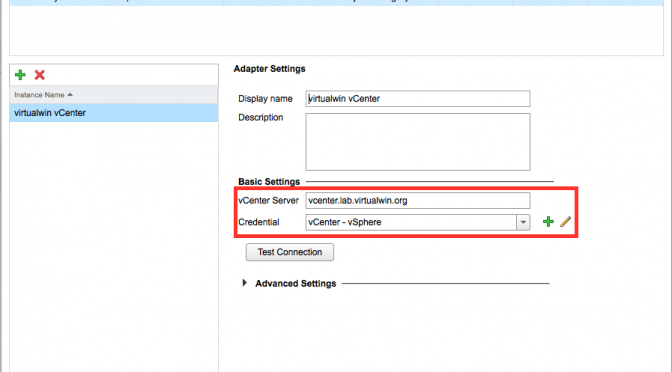 Adapter Settings
Instance Name
Display name virtualwin vCenter
virtualwin vCenter
Description
Basic Settings
vCenter Server vcenter.lab.virtualwin.org
Credential vCenter - vSphere
Test Connection
Advanced Settings